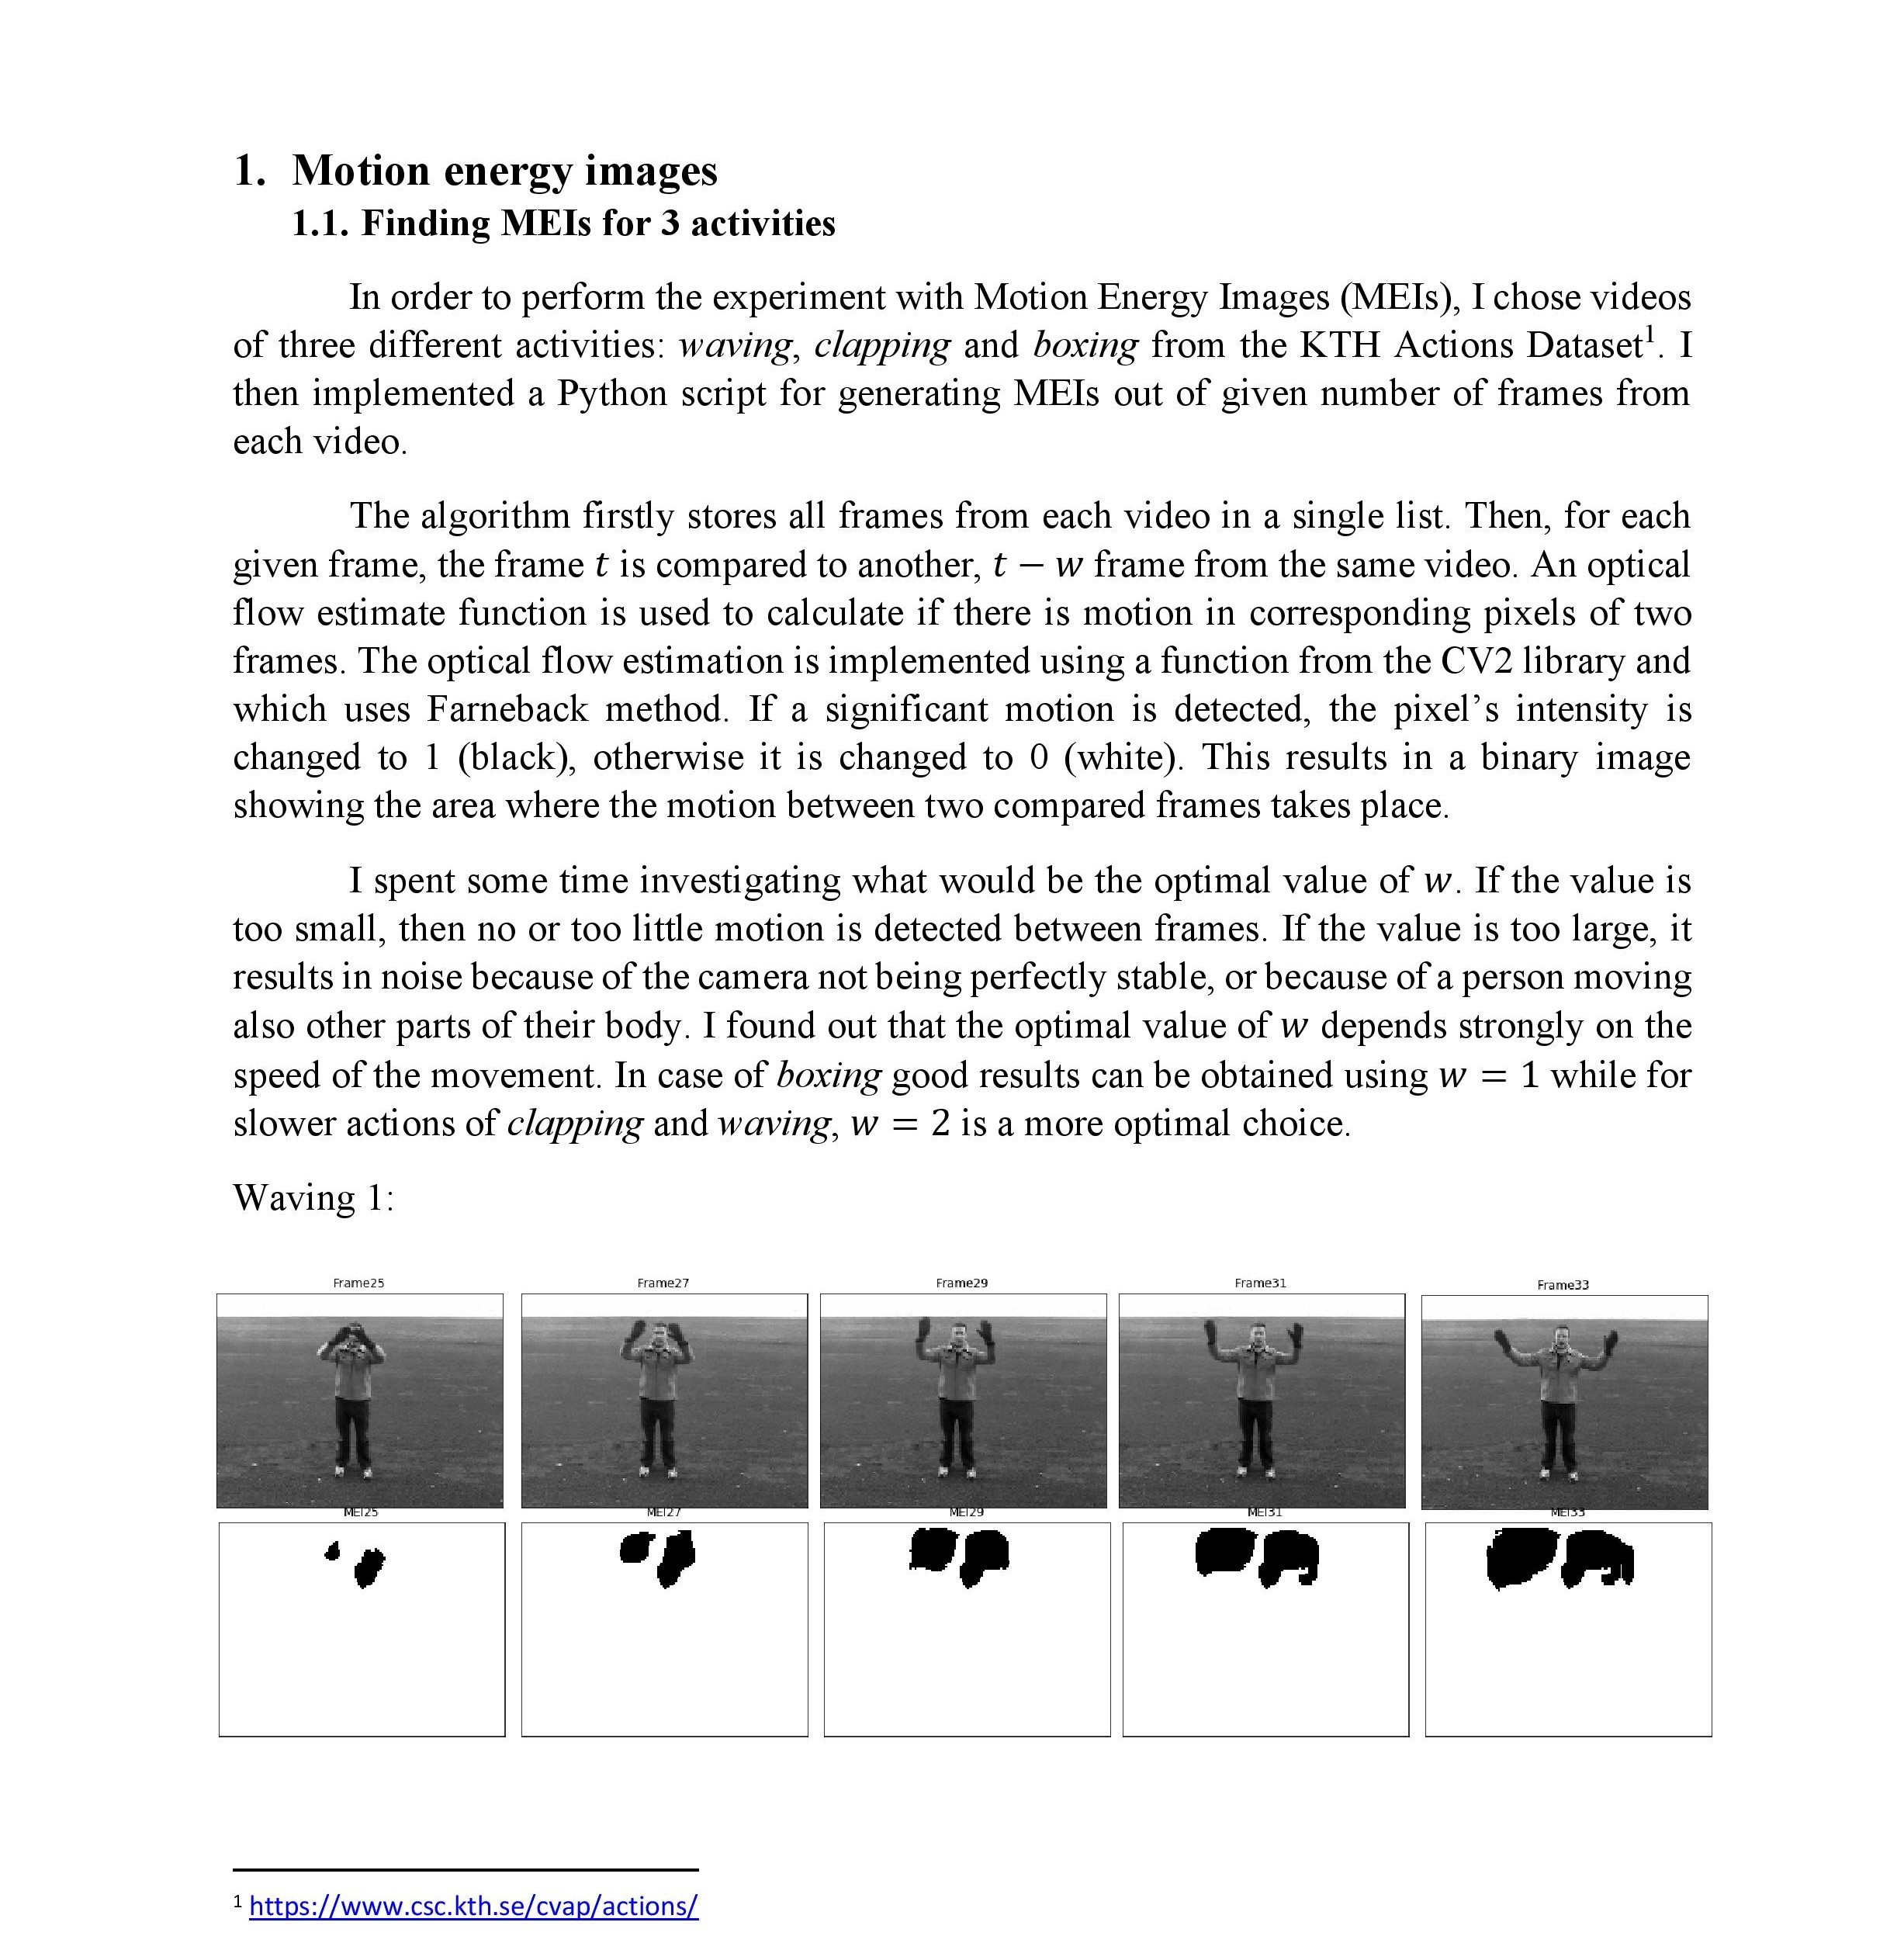 1. Motion energy images
1.1. Finding MEIs for 3 activities
In order to perform the experiment with Motion Energy Images (MEIs), I chose videos
of three different activities: waving, clapping and boxing from the KTH Actions Dataset¹. I
then implemented a Python script for generating MEIs out of given number of frames from
each video.
The algorithm firstly stores all frames from each video in a single list. Then, for each
given frame, the frame t is compared to another, t − w frame from the same video. An optical
flow estimate function is used to calculate if there is motion in corresponding pixels of two
frames. The optical flow estimation is implemented using a function from the CV2 library and
which uses Farneback method. If a significant motion is detected, the pixel’s intensity is
changed to 1 (black), otherwise it is changed to 0 (white). This results in a binary image
showing the area where the motion between two compared frames takes place.
I spent some time investigating what would be the optimal value of w. If the value is
too small, then no or too little motion is detected between frames. If the value is too large, it
results in noise because of the camera not being perfectly stable, or because of a person moving
also other parts of their body. I found out that the optimal value of w depends strongly on the
speed of the movement. In case of boxing good results can be obtained using w = 1 while for
slower actions of clapping and waving, w = 2 is a more optimal choice.
Waving 1:
Frame25 Frame27 Frame29 Frame31 Frame33
MEI25 MEI27 MEI29 MEI31 MEI33
¹ https://www.csc.kth.se/cvap/actions/